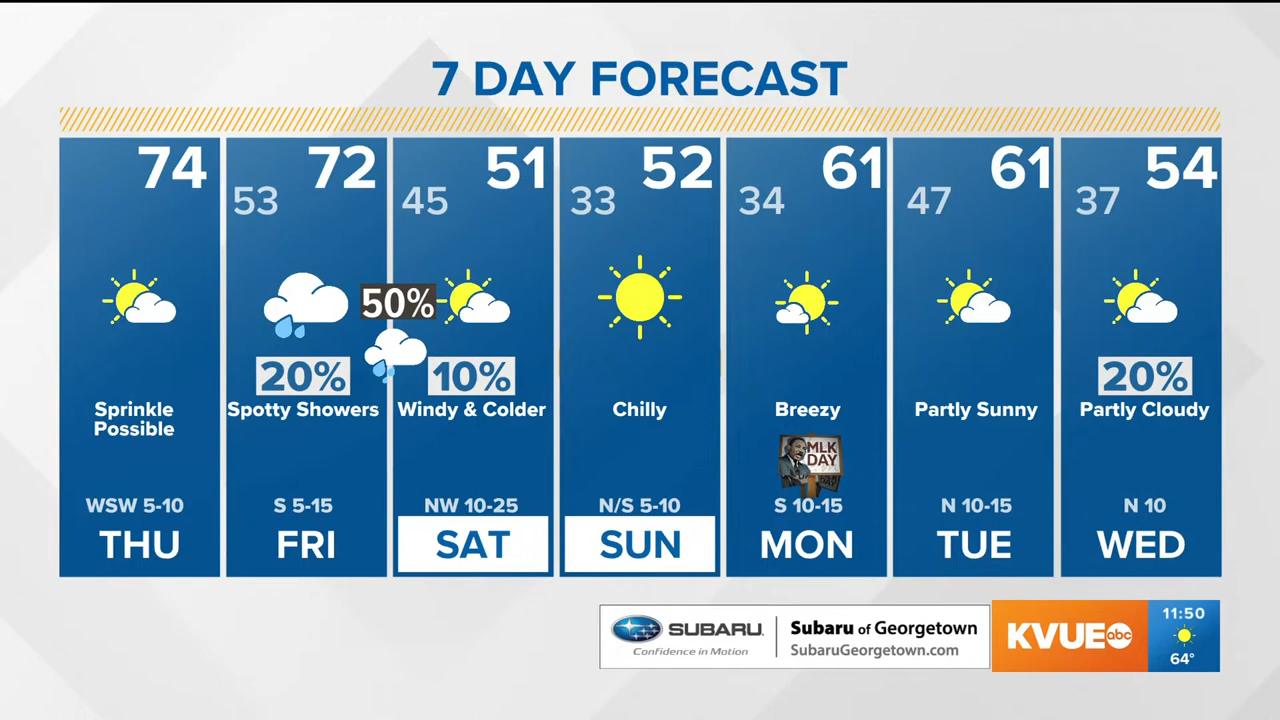 7 DAY FORECAST
74
Sprinkle
Possible
WSW 5-10
THU
72
53
20%
Spotty Showers
S 5-15
FRI
50%
51
45
10%
Windy & Colder
NW 10-25
SAT
52
33
Chilly
N/S 5-10
SUN
61
34
Breezy
MLK
DAY
S 10-15
MON
61
47
Partly Sunny
N 10-15
TUE
54
37
20%
Partly Cloudy
N 10
WED
SUBARU.
Confidence in Motion
Subaru of Georgetown
SubaruGeorgetown.com
KVUE abc
11:50
64°